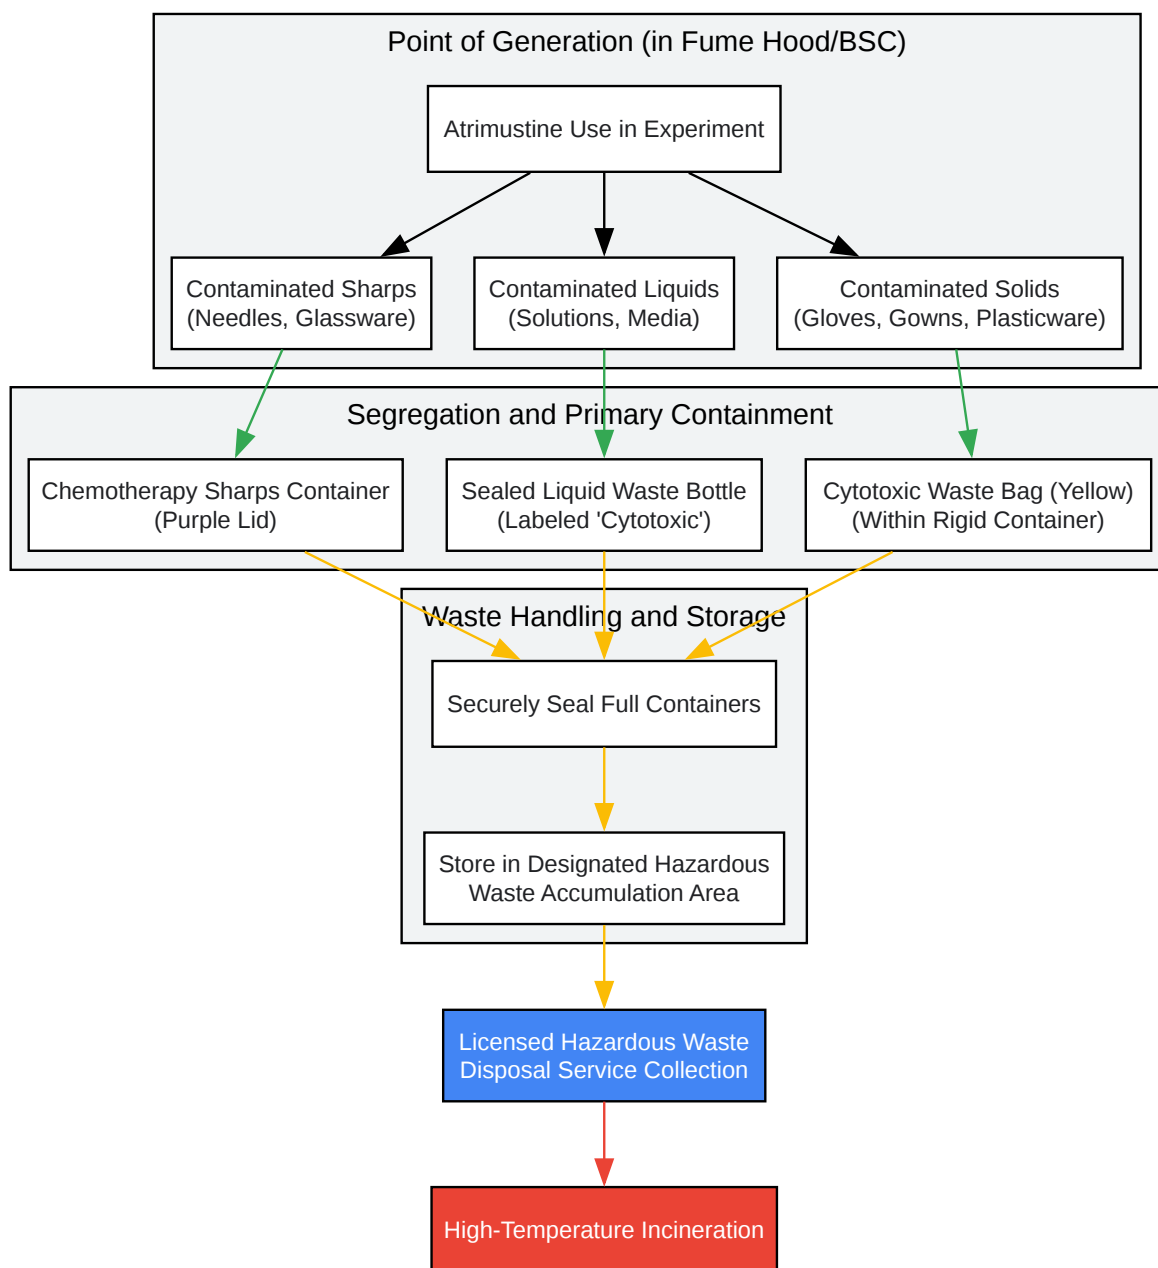 Point of Generation (in Fume Hood/BSC)
Atrimustine Use in Experiment
Contaminated Sharps
(Needles, Glassware)
Contaminated Liquids
(Solutions, Media)
Contaminated Solids
(Gloves, Gowns, Plasticware)
Segregation and Primary Containment
Chemotherapy Sharps Container
(Purple Lid)
Sealed Liquid Waste Bottle
(Labeled 'Cytotoxic')
Cytotoxic Waste Bag (Yellow)
(Within Rigid Container)
Waste Handling and Storage
Securely Seal Full Containers
Store in Designated Hazardous
Waste Accumulation Area
Licensed Hazardous Waste
Disposal Service Collection
High-Temperature Incineration